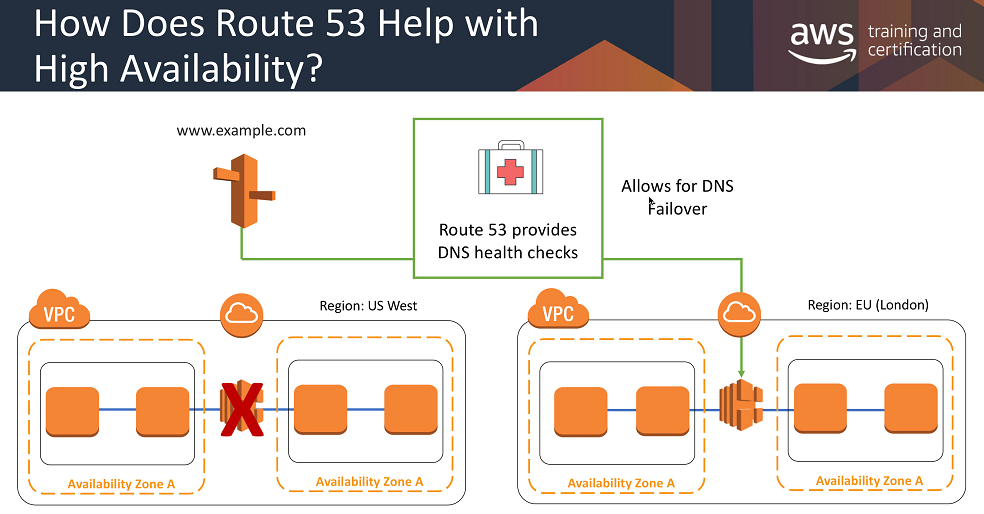 How Does Route 53 Help with
High Availability?
aws
training and
certification
www.example.com
Route 53 provides
DNS health checks
Allows for DNS
Failover
VPC
Region: US West
VPC
Region: EU (London)
X
Availability Zone A
Availability Zone A
Availability Zone A
Availability Zone A